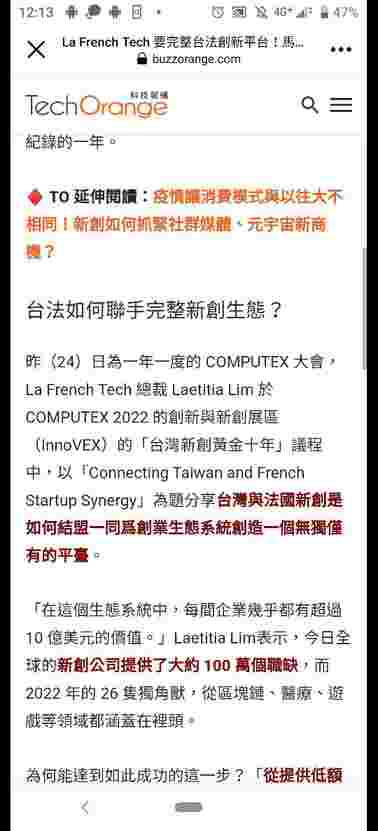 12:13 4G+ 47%
La French Tech 要完整台法創新平台！馬...
buzzorange.com
科技報橘
TechOrange
紀錄的一年。
TO 延伸閱讀：疫情讓消費模式與以往大不
相同！新創如何抓緊社群媒體、元宇宙新商
機？
台法如何聯手完整新創生態？
昨（24）日為一年一度的 COMPUTEX 大會，
La French Tech 總裁 Laetitia Lim 於
COMPUTEX 2022 的創新與新創展區
（InnoVEX）的「台灣新創黃金十年」議程
中，以「Connecting Taiwan and French
Startup Synergy」為題分享台灣與法國新創是
如何結盟一同爲創業生態系統創造一個無獨僅
有的平臺。
「在這個生態系統中，每間企業幾乎都有超過
10 億美元的價值。」Laetitia Lim表示，今日全
球的新創公司提供了大約 100 萬個職缺，而
2022 年的 26 隻獨角獸，從區塊鏈、醫療、遊
戲等領域都涵蓋在裡頭。
為何能達到如此成功的這一步？「從提供低額